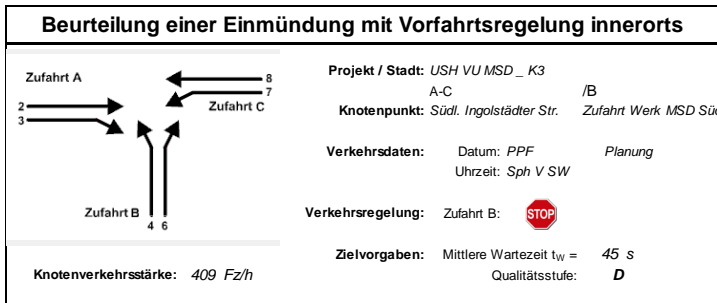 Beurteilung einer Einmündung mit Vorfahrtsregelung innerorts
Zufahrt A
8
7
Zufahrt C
2
3
Zufahrt B
4 6
Knotenverkehrsstärke: 409 Fz/h
Projekt / Stadt: USH VU MSD _ K3
A-C /B
Knotenpunkt: Südl. Ingolstädter Str. Zufahrt Werk MSD Süd
Verkehrsdaten: Datum: PPF Planung
Uhrzeit: Sph V SW
Verkehrsregelung: Zufahrt B: STOP
Zielvorgaben: Mittlere Wartezeit tW = 45 s
Qualitätsstufe: D